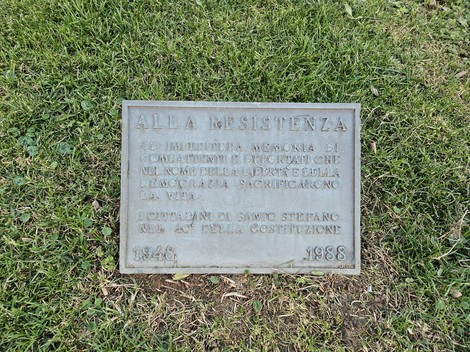 ALLA RESISTENZA
A IMPERITURA MEMORIA DI
COMBATTENTI E DEPORTATI CHE
NEL NOME DELLA LIBERTÀ E DELLA
DEMOCRAZIA SACRIFICARONO
LA VITA
I CITTADINI DI SANTO STEFANO
NEL 40° DELLA COSTITUZIONE
1948 1988